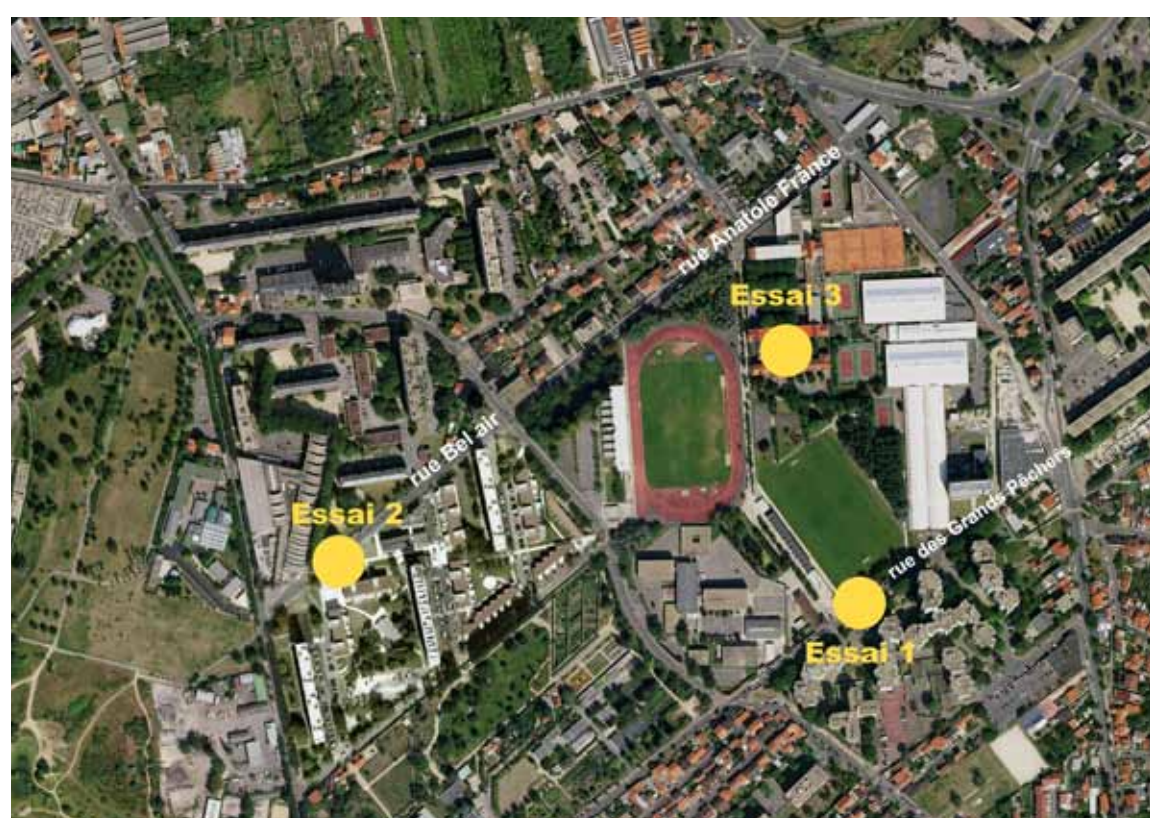 rue Anatole France
Essai 3
rue Bel air
Essai 2
rue des Grands Pêchers
Essai 1